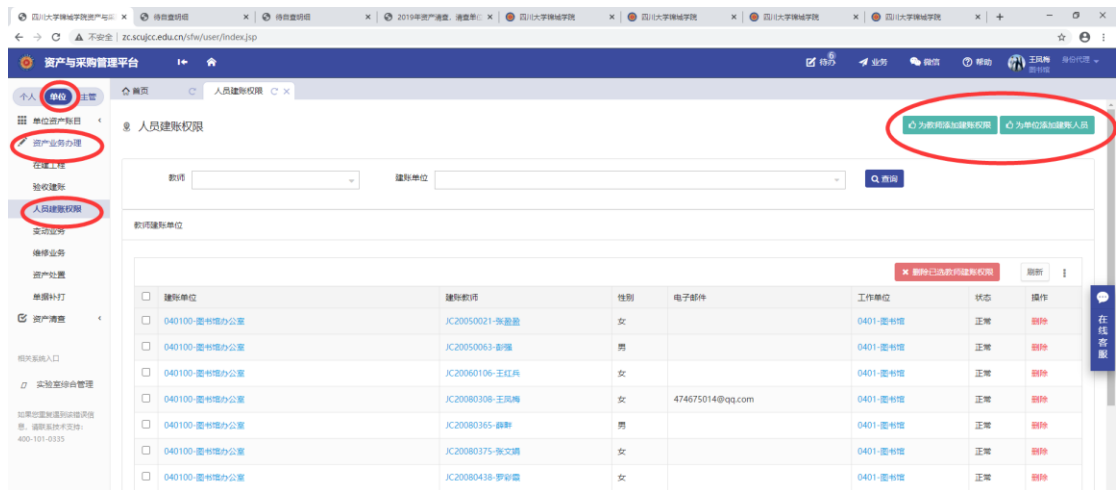 四川大学锦城学院资产与采
待自查明细
待自查明细
2019年资产清查，清查单位
四川大学锦城学院
四川大学锦城学院
四川大学锦城学院
四川大学锦城学院
不安全 | zc.scujcc.edu.cn/sfw/user/index.jsp
资产与采购管理平台
6
待办
业务
微信
帮助
王凤梅
图书馆
身份代理
个人 单位 主管
首页
人员建账权限
单位资产账目
人员建账权限
为教师添加建账权限
为单位添加建账人员
资产业务办理
在建工程
教师
建账单位
查询
验收建账
人员建账权限
变动业务
教师建账单位
维修业务
资产处置
删除已选教师建账权限
刷新
单据补打
建账单位 建账教师 性别 电子邮件 工作单位 状态 操作
资产清查
040100-图书馆办公室 JC20050021-张盈盈 女 0401-图书馆 正常 删除
040100-图书馆办公室 JC20050063-彭强 男 0401-图书馆 正常 删除
相关系统入口
040100-图书馆办公室 JC20060106-王红兵 女 0401-图书馆 正常 删除
实验室综合管理
040100-图书馆办公室 JC20080308-王凤梅 女 474675014@qq.com 0401-图书馆 正常 删除
如果您重复遇到该错误信
息，请联系技术支持：
400-101-0335
040100-图书馆办公室 JC20080365-薛 男 0401-图书馆 正常 删除
040100-图书馆办公室 JC20080375-张文娟 女 0401-图书馆 正常 删除
040100-图书馆办公室 JC20080438-罗彩霞 女 0401-图书馆 正常 删除
在线客服